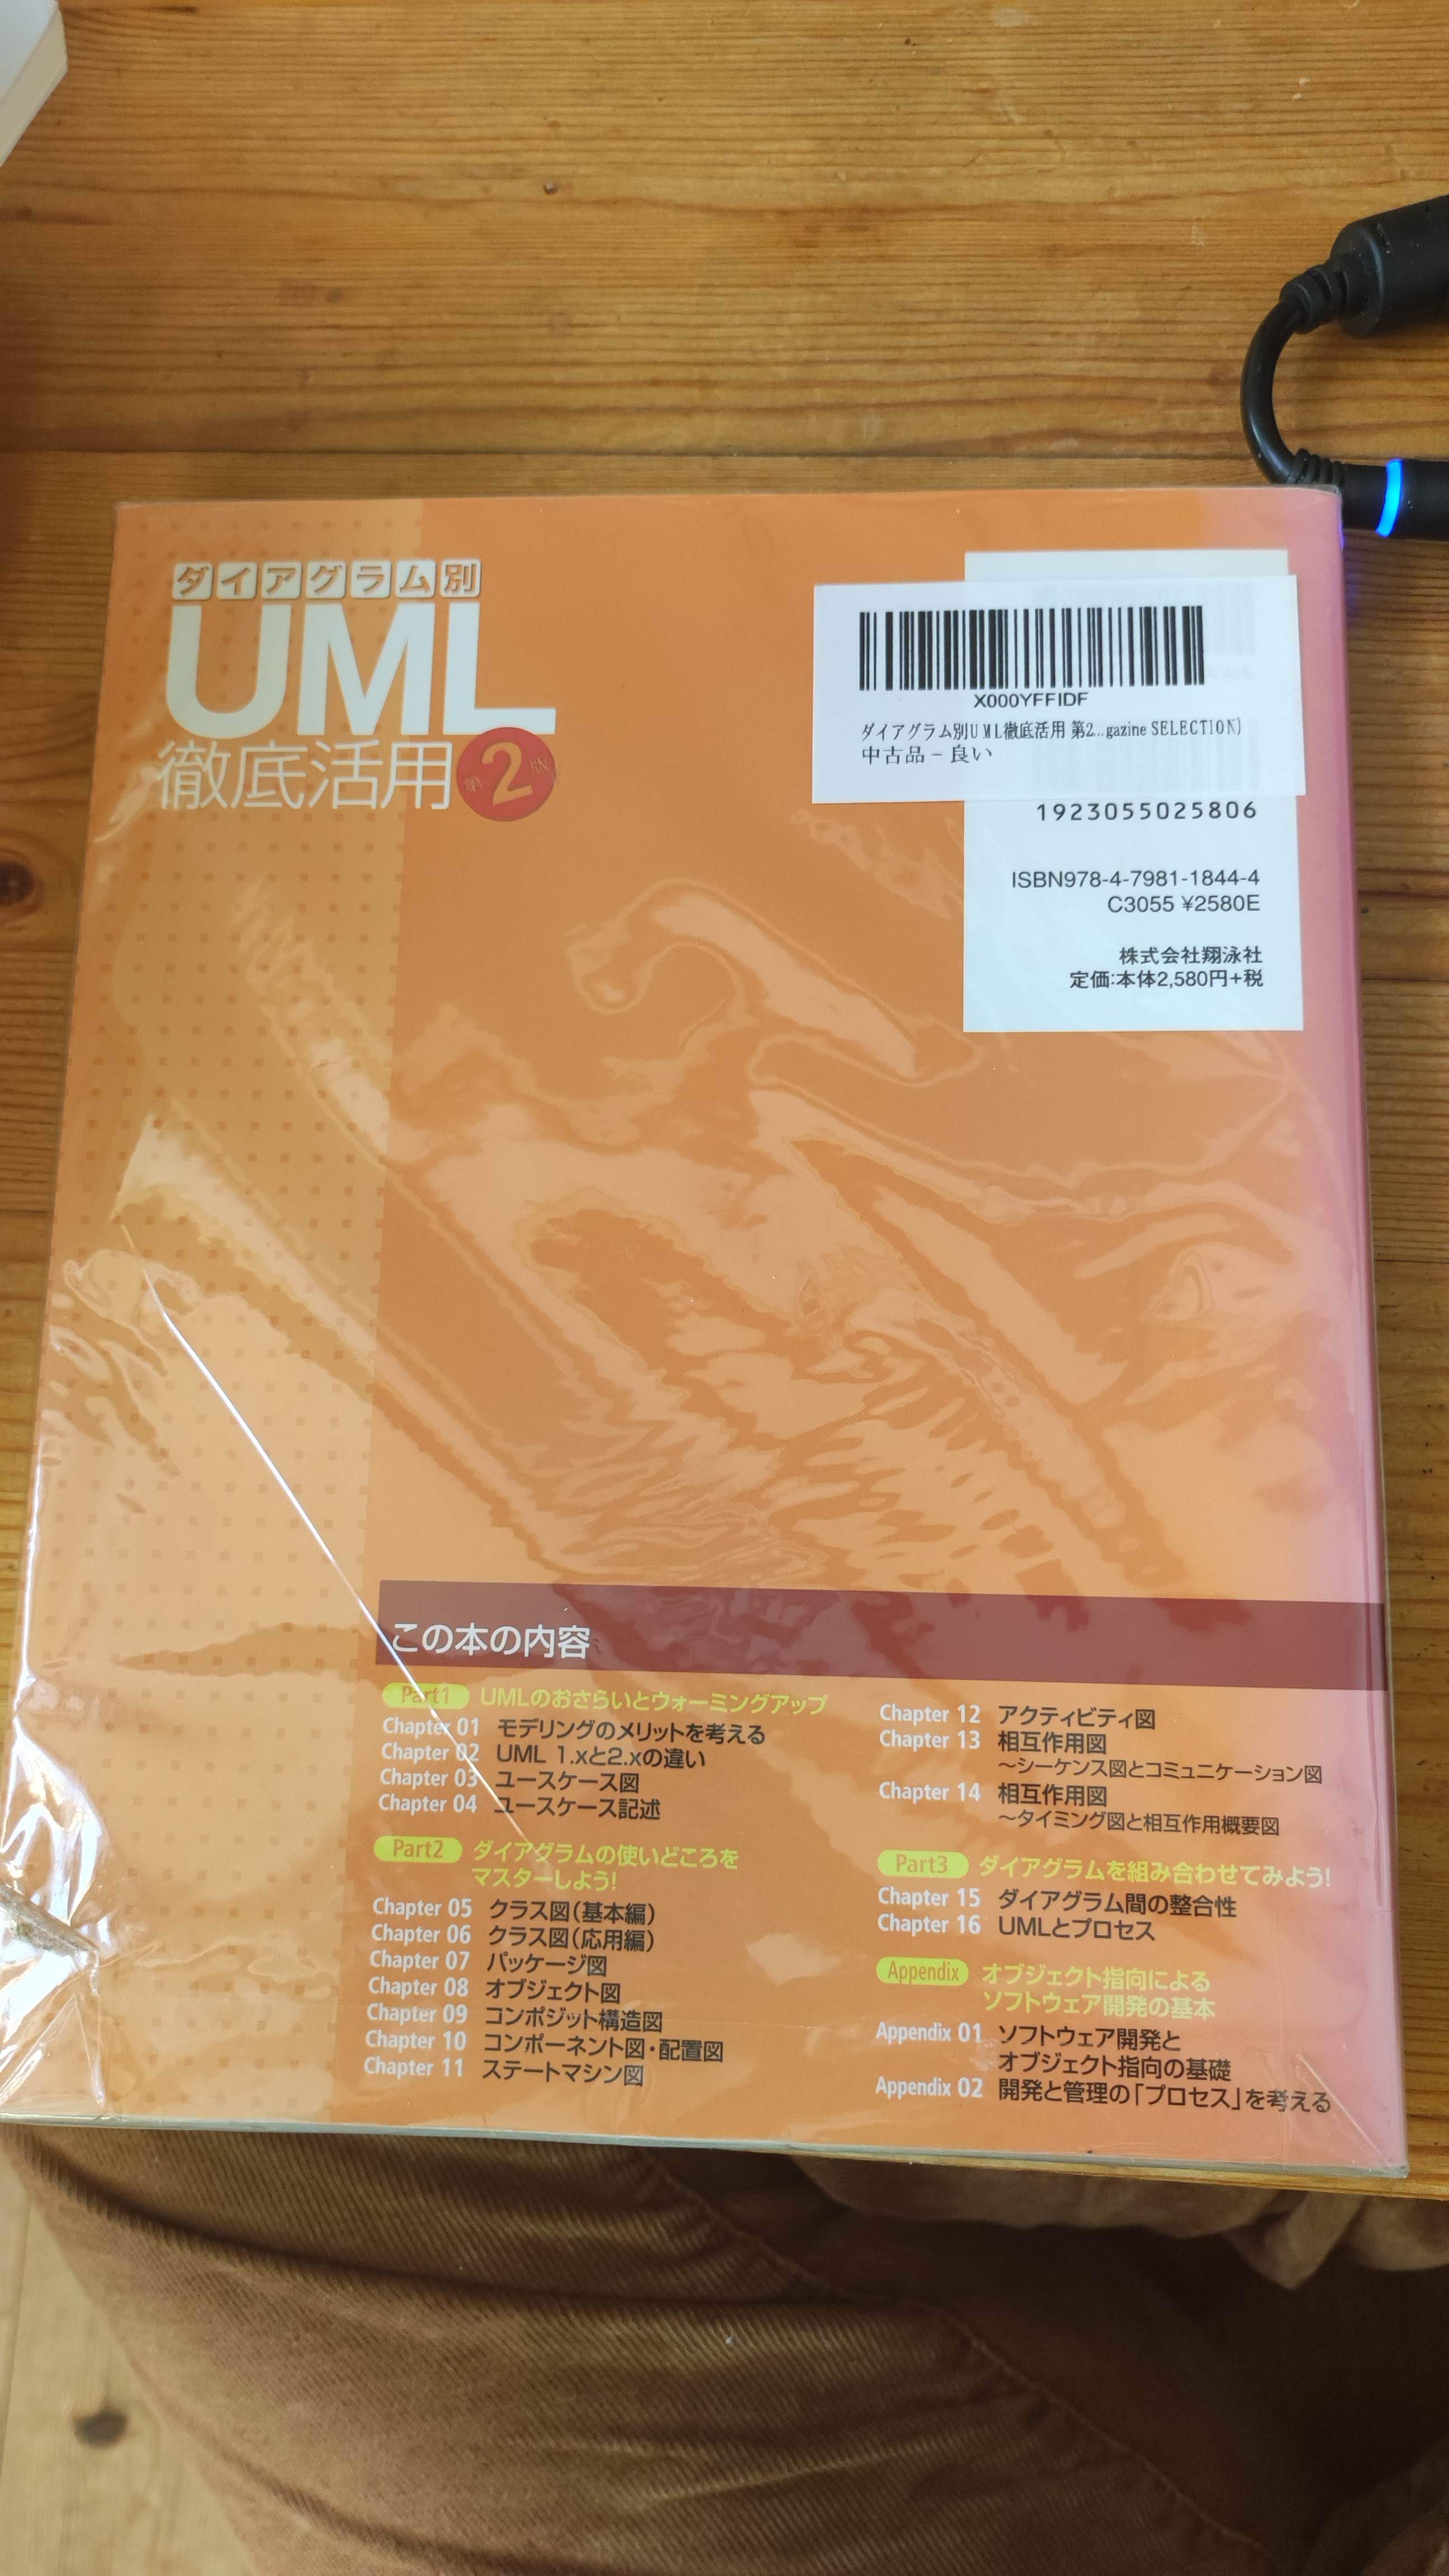 ダイアグラム別
UML
徹底活用 第2版
X000YFFIDF
ダイアグラム別UML徹底活用 第2...gazine SELECTION)
中古品 – 良い
1923055025806
ISBN978-4-7981-1844-4
C3055 ¥2580E
株式会社翔泳社
定価:本体2,580円+税
この本の内容
Part1 UMLのおさらいとウォーミングアップ
Chapter 01 モデリングのメリットを考える
Chapter 02 UML 1.xと2.xの違い
Chapter 03 ユースケース図
Chapter 04 ユースケース記述
Part2 ダイアグラムの使いどころを
マスターしよう!
Chapter 05 クラス図(基本編)
Chapter 06 クラス図(応用編)
Chapter 07 パッケージ図
Chapter 08 オブジェクト図
Chapter 09 コンポジット構造図
Chapter 10 コンポーネント図・配置図
Chapter 11 ステートマシン図
Chapter 12 アクティビティ図
Chapter 13 相互作用図
〜シーケンス図とコミュニケーション図
Chapter 14 相互作用図
〜タイミング図と相互作用概要図
Part3 ダイアグラムを組み合わせてみよう!
Chapter 15 ダイアグラム間の整合性
Chapter 16 UMLとプロセス
Appendix オブジェクト指向による
ソフトウェア開発の基本
Appendix 01 ソフトウェア開発と
オブジェクト指向の基礎
Appendix 02 開発と管理の「プロセス」を考える